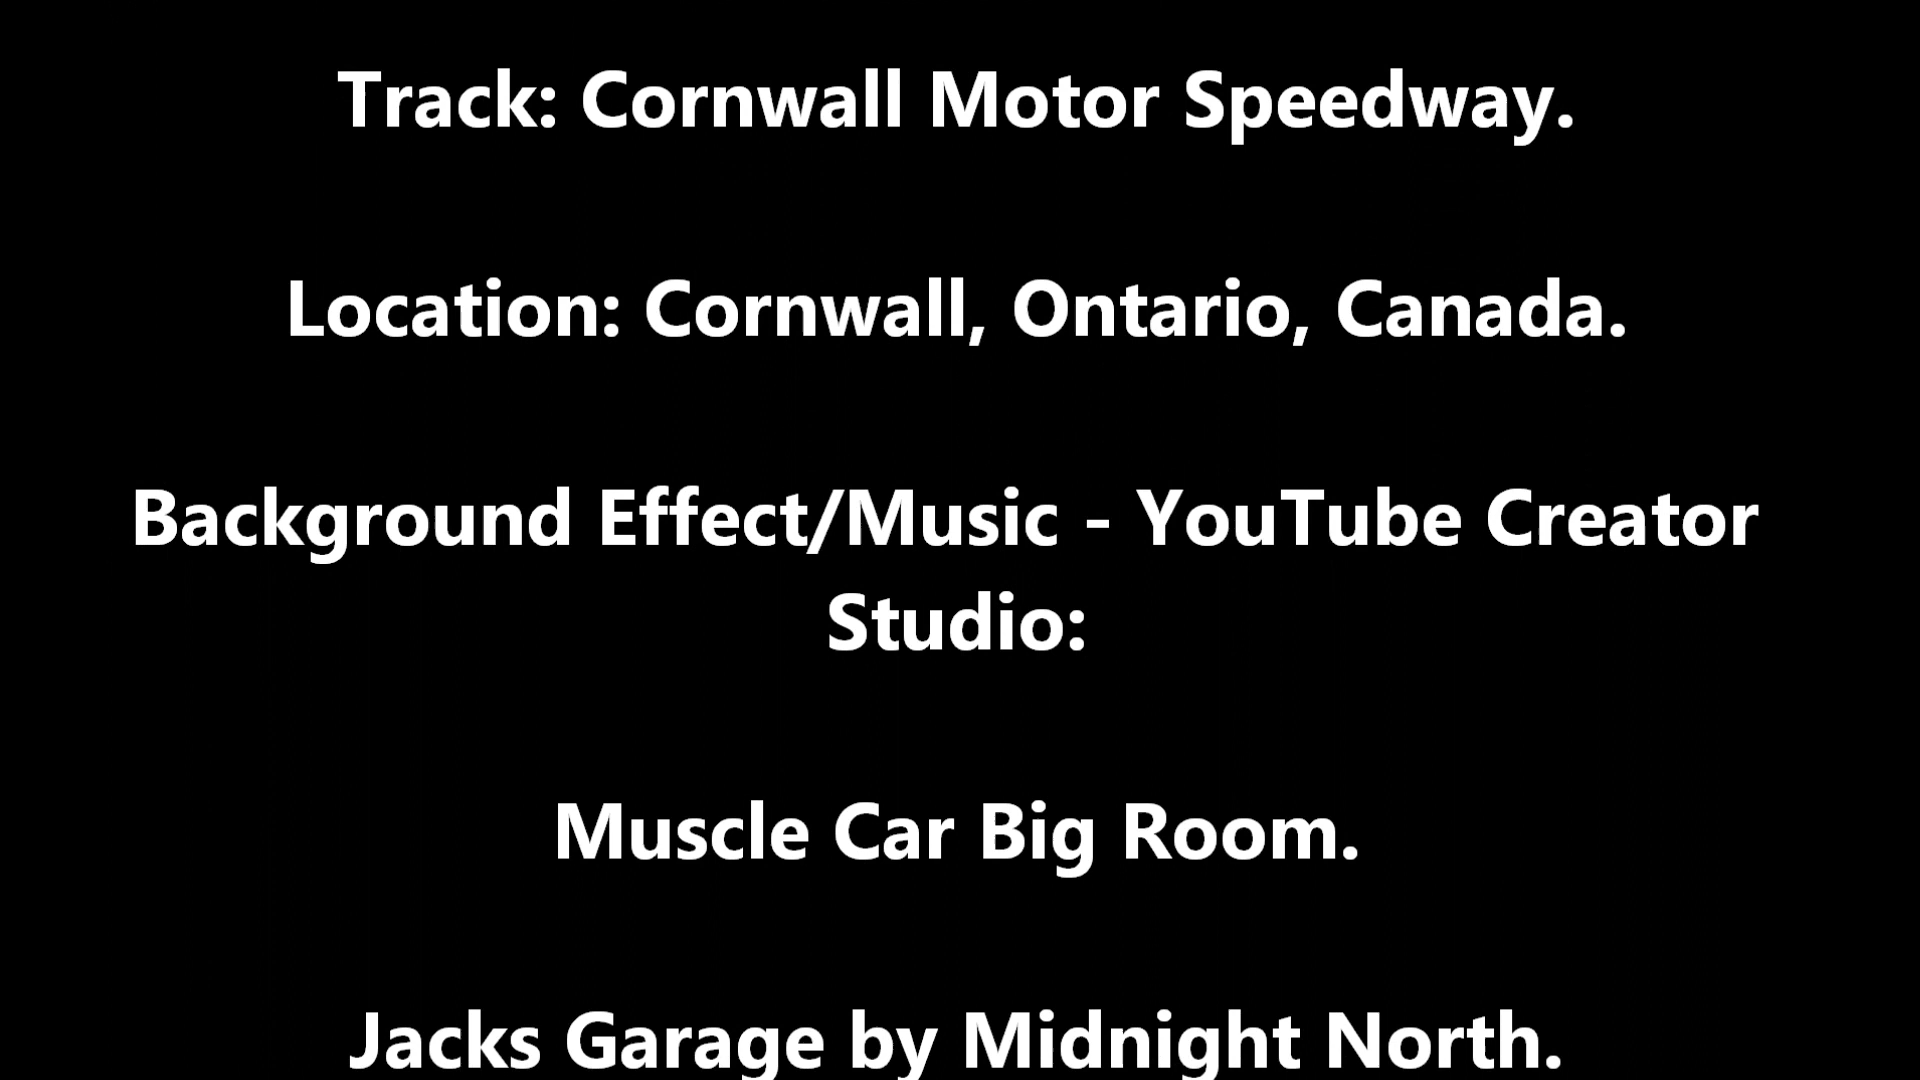 Track: Cornwall Motor Speedway.
Location: Cornwall, Ontario, Canada.
Background Effect/Music - YouTube Creator
Studio:
Muscle Car Big Room.
Jacks Garage by Midnight North.